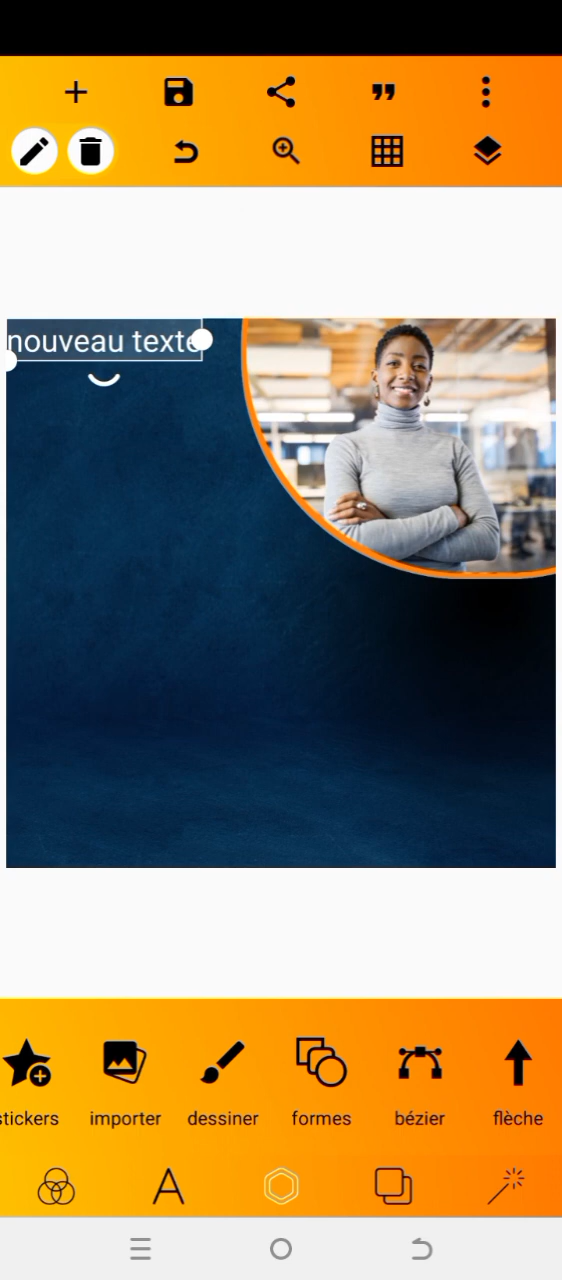 nouveau texte
stickers
importer
dessiner
formes
bézier
flèche